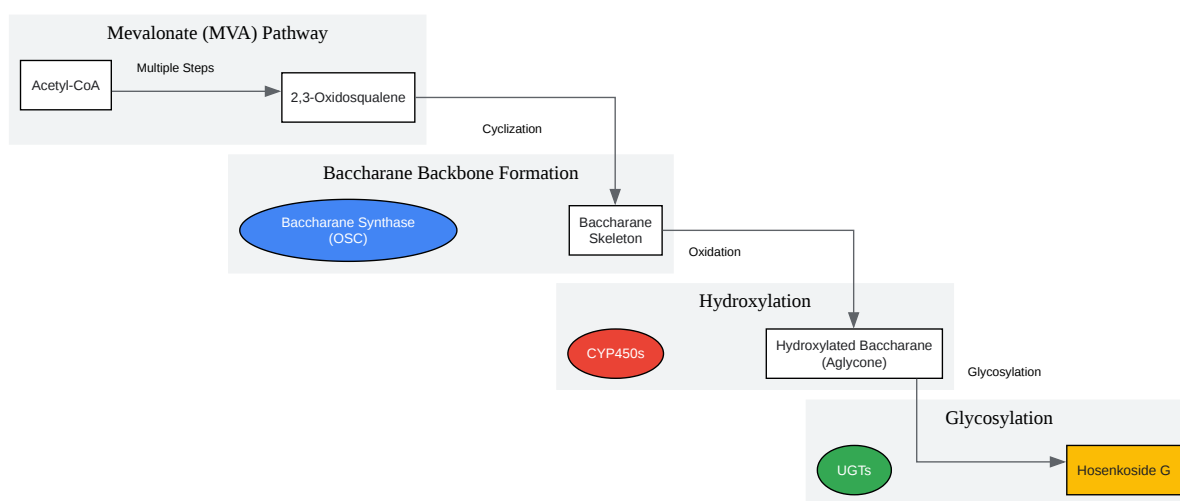 Mevalonate (MVA) Pathway
Acetyl-CoA
Multiple Steps
2,3-Oxidosqualene
Cyclization
Baccharane Backbone Formation
Baccharane Synthase
(OSC)
Baccharane
Skeleton
Oxidation
Hydroxylation
CYP450s
Hydroxylated Baccharane
(Aglycone)
Glycosylation
Glycosylation
UGTs
Hosenkoside G